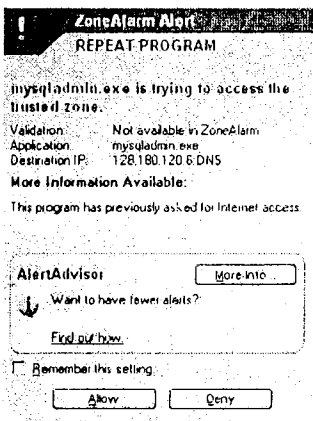 !
ZoneAlarm Alert
REPEAT PROGRAM
mysqladmin.exe is trying to access the
trusted zone.
Validation: Not available in ZoneAlarm
Application: mysqladmin.exe
Destination IP: 128.180.120.6:DNS
More Information Available:
This program has previously asked for Internet access.
AlertAdvisor
More Info...
Want to have fewer alerts?
Find out how.
Remember this setting.
Allow
Deny